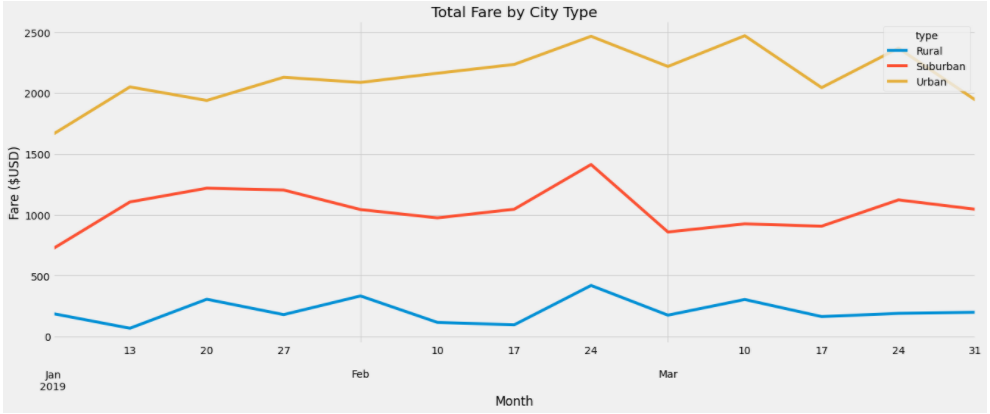 Total Fare by City Type
type
Rural
Suburban
Urban
Fare ($USD)
2500
2000
1500
1000
500
0
13 20 27 10 17 24 10 17 24 31
Jan Feb Mar
2019
Month